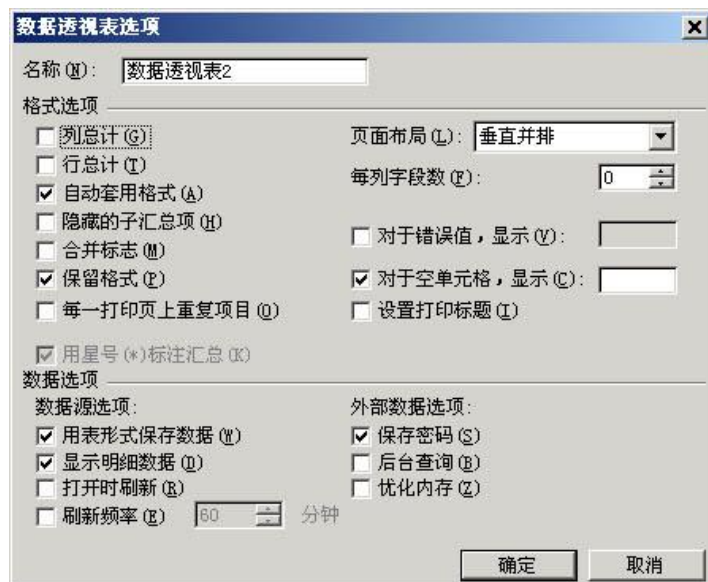 数据透视表选项
名称(N): 数据透视表2
格式选项
列总计(G) 页面布局(L): 垂直并排
行总计(T)
自动套用格式(A) 每列字段数(F): 0
隐藏的子汇总项(H)
合并标志(M) 对于错误值，显示(V):
保留格式(P) 对于空单元格，显示(C):
每一打印页上重复项目(O) 设置打印标题(I)
用星号(*)标注汇总(K)
数据选项
数据源选项: 外部数据选项:
用表形式保存数据(W) 保存密码(S)
显示明细数据(D) 后台查询(B)
打开时刷新(R) 优化内存(Z)
刷新频率(E) 60 分钟
确定 取消